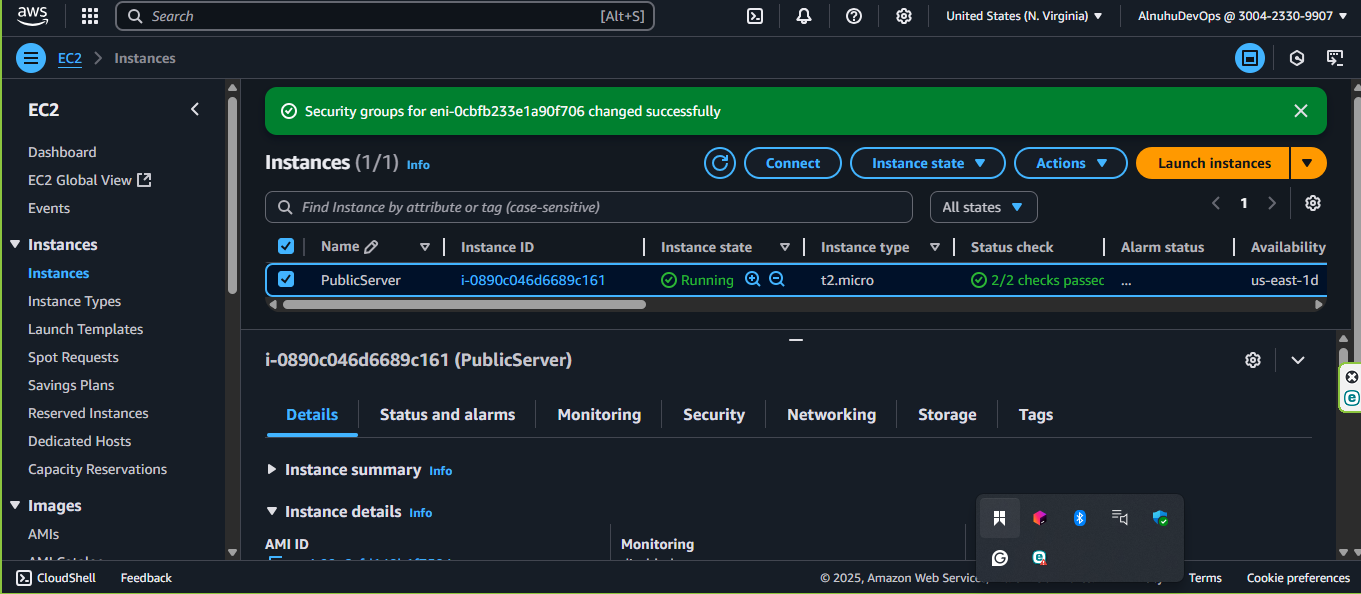 aws
Search [Alt+S]
United States (N. Virginia) AlnuhuDevOps @ 3004-2330-9907
EC2 Instances
EC2
Dashboard
EC2 Global View
Events
Instances
Instances
Instance Types
Launch Templates
Spot Requests
Savings Plans
Reserved Instances
Dedicated Hosts
Capacity Reservations
Images
AMIs
Security groups for eni-0cbfb233e1a90f706 changed successfully
Instances (1/1) Info
Connect Instance state Actions Launch instances
Find Instance by attribute or tag (case-sensitive) All states 1
Name Instance ID Instance state Instance type Status check Alarm status Availability
PublicServer i-0890c046d6689c161 Running t2.micro 2/2 checks passed ... us-east-1d
i-0890c046d6689c161 (PublicServer)
Details Status and alarms Monitoring Security Networking Storage Tags
Instance summary Info
Instance details Info
AMI ID Monitoring
CloudShell Feedback © 2025, Amazon Web Service Terms Cookie preferences